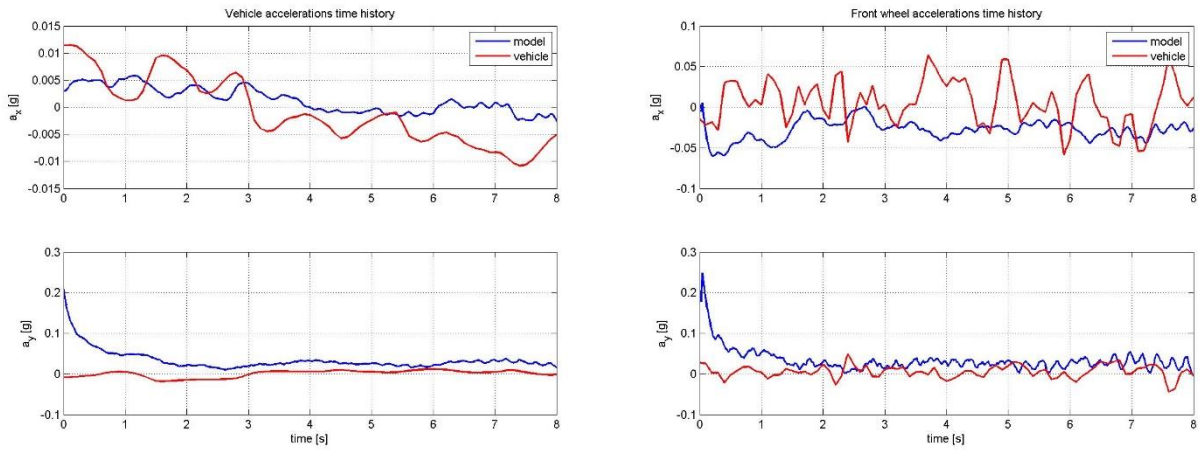 Vehicle accelerations time history
0.015
0.01
0.005
0
-0.005
-0.01
-0.015
a_x [g]
model
vehicle
0 1 2 3 4 5 6 7 8
0.3
0.2
0.1
0
-0.1
a_y [g]
0 1 2 3 4 5 6 7 8
time [s]
Front wheel accelerations time history
0.1
0.05
0
-0.05
-0.1
a_x [g]
model
vehicle
0 1 2 3 4 5 6 7 8
0.3
0.2
0.1
0
-0.1
a_y [g]
0 1 2 3 4 5 6 7 8
time [s]